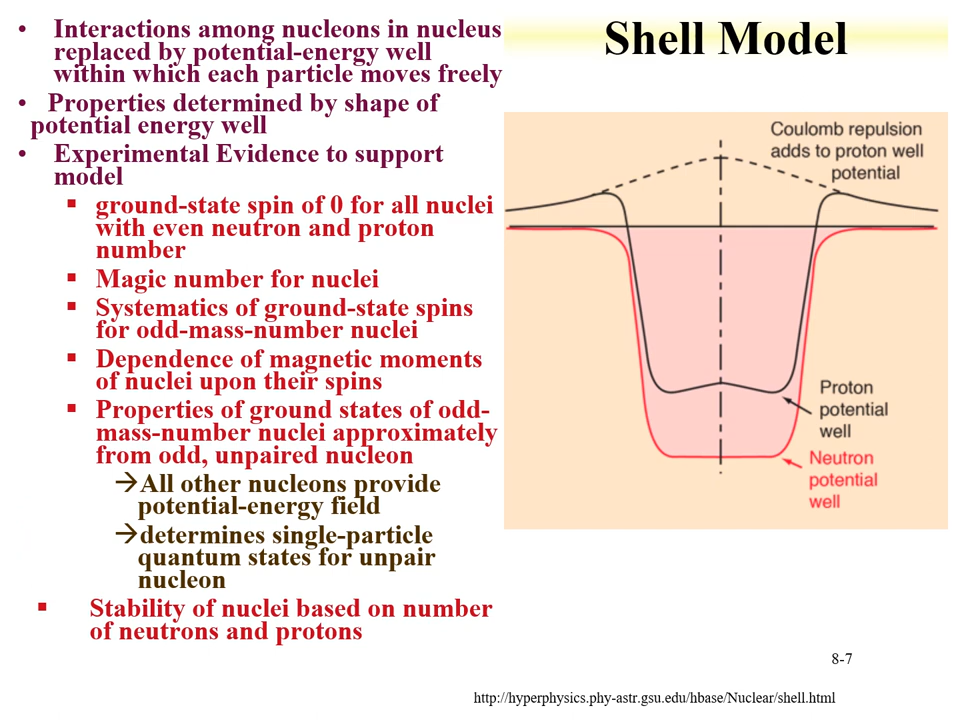 Shell Model
• Interactions among nucleons in nucleus
replaced by potential-energy well
within which each particle moves freely
• Properties determined by shape of
potential energy well
• Experimental Evidence to support
model
▪ ground-state spin of 0 for all nuclei
with even neutron and proton
number
▪ Magic number for nuclei
▪ Systematics of ground-state spins
for odd-mass-number nuclei
▪ Dependence of magnetic moments
of nuclei upon their spins
▪ Properties of ground states of odd-
mass-number nuclei approximately
from odd, unpaired nucleon
→All other nucleons provide
potential-energy field
→determines single-particle
quantum states for unpair
nucleon
▪ Stability of nuclei based on number
of neutrons and protons
Coulomb repulsion
adds to proton well
potential
Proton
potential
well
Neutron
potential
well
8-7
http://hyperphysics.phy-astr.gsu.edu/hbase/Nuclear/shell.html